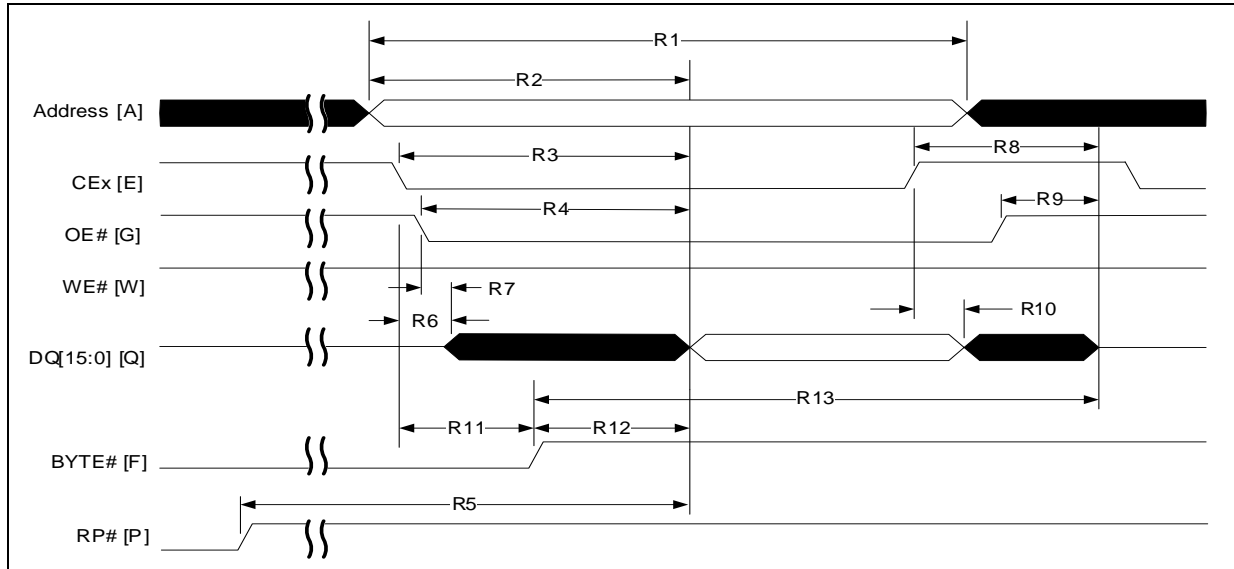 R1
R2
Address [A]
R3
R8
CEx [E]
R4
R9
OE# [G]
WE# [W]
R7
R6
R10
DQ[15:0] [Q]
R13
R11
R12
BYTE# [F]
R5
RP# [P]